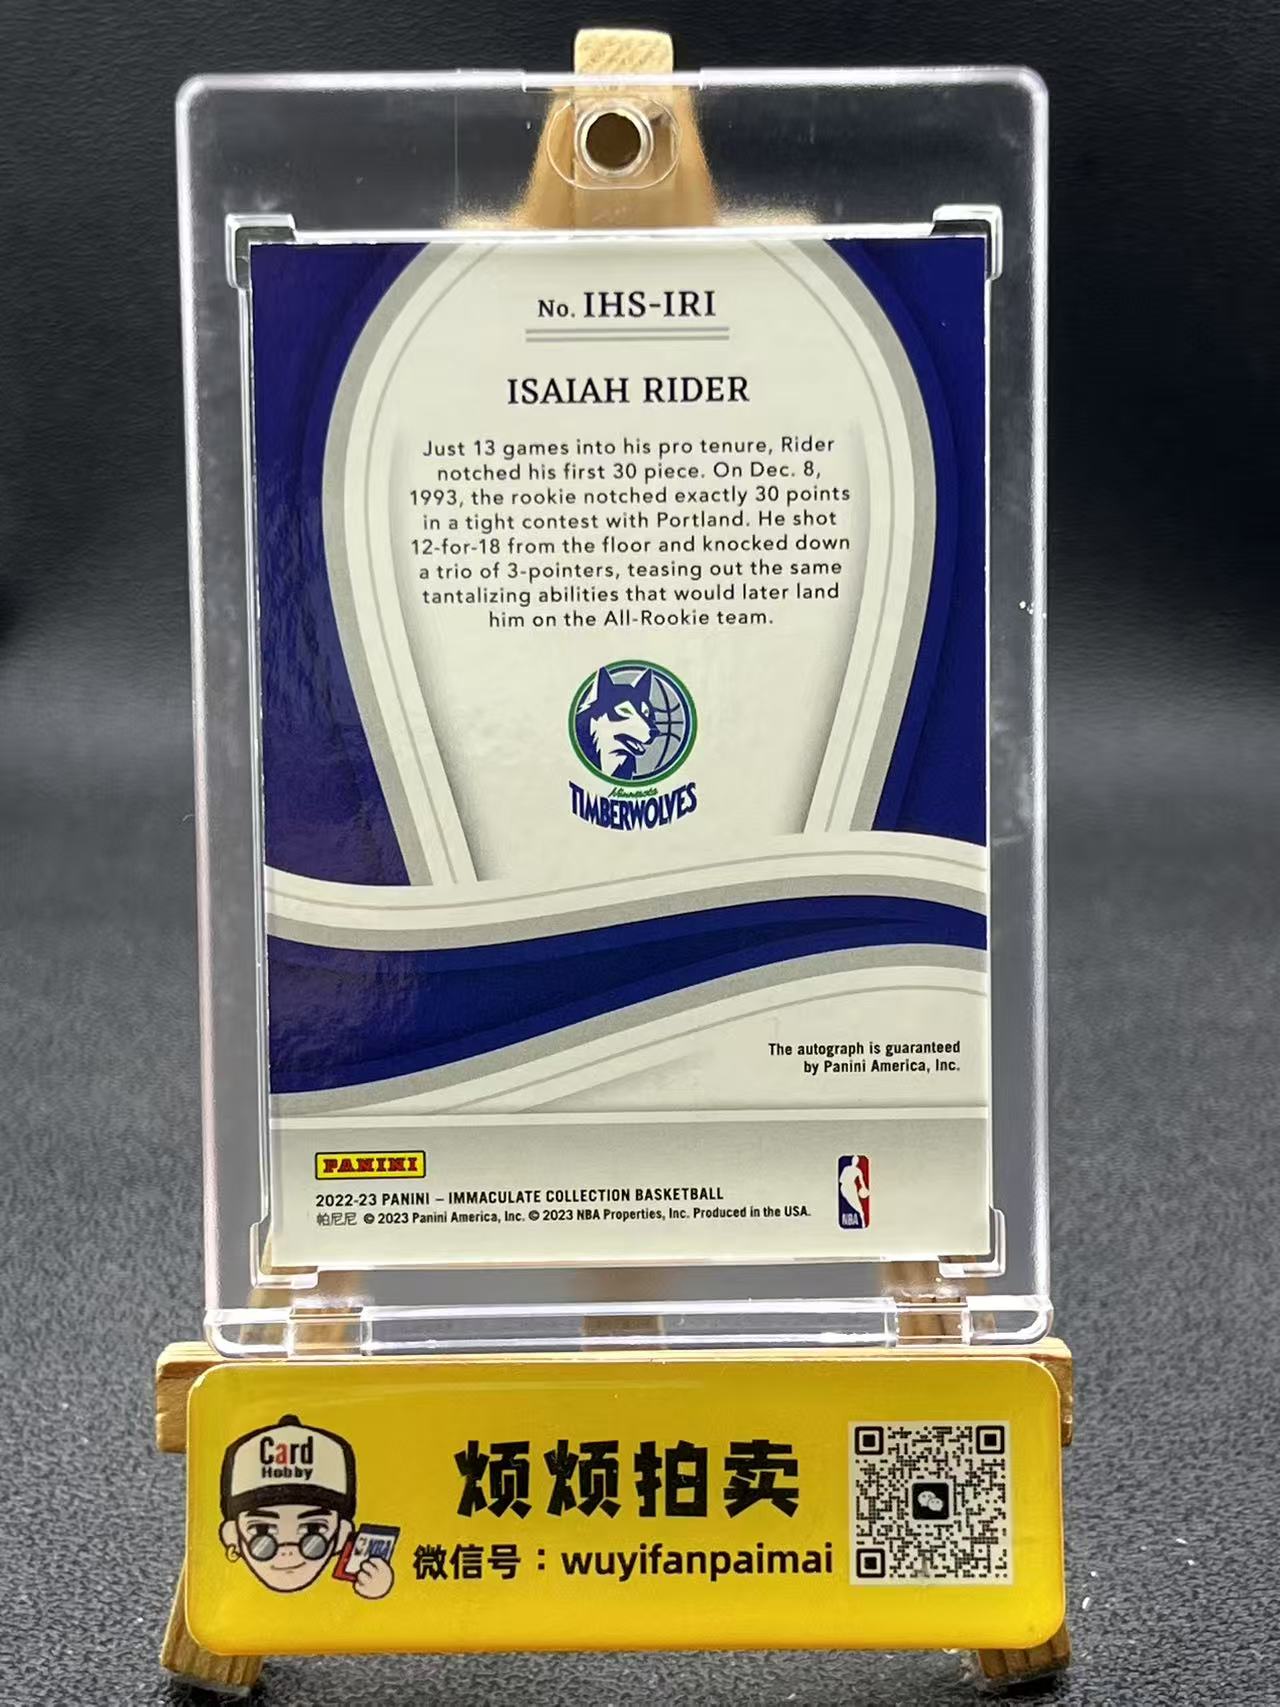 No. IHS-IRI
ISAIAH RIDER
Just 13 games into his pro tenure, Rider
notched his first 30 piece. On Dec. 8,
1993, the rookie notched exactly 30 points
in a tight contest with Portland. He shot
12-for-18 from the floor and knocked down
a trio of 3-pointers, teasing out the same
tantalizing abilities that would later land
him on the All-Rookie team.
Minnesota
TIMBERWOLVES
The autograph is guaranteed
by Panini America, Inc.
PANINI
2022-23 PANINI – IMMACULATE COLLECTION BASKETBALL
帕尼尼 © 2023 Panini America, Inc. © 2023 NBA Properties, Inc. Produced in the USA.
NBA
Card
Hobby
NBA
烦烦拍卖
微信号：wuyifanpaimai